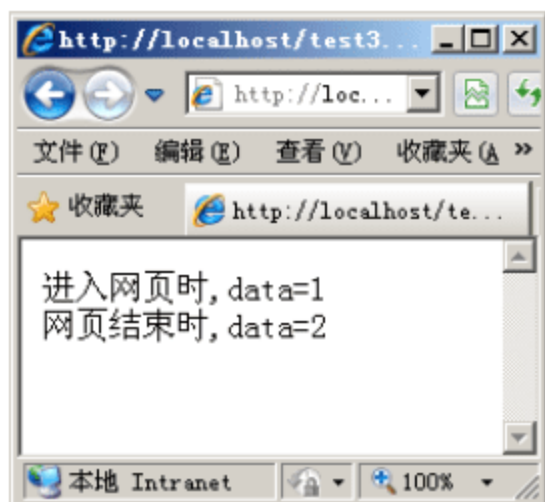 http://localhost/test3...
http://loc...
文件(F) 编辑(E) 查看(V) 收藏夹(A »
收藏夹 http://localhost/te...
进入网页时,data=1
网页结束时,data=2
本地 Intranet 100%